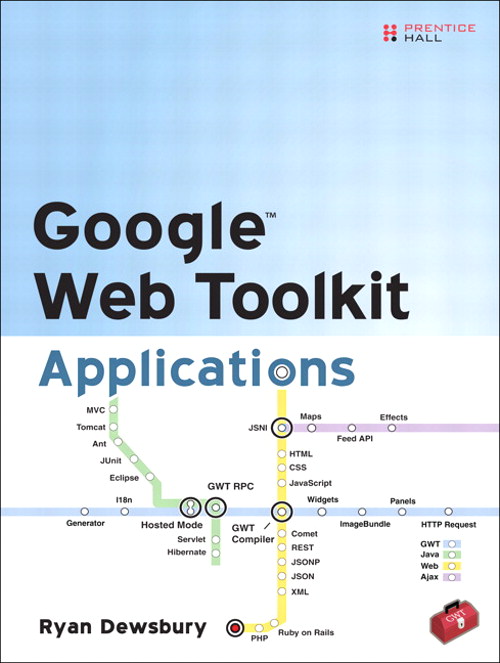 PRENTICE
HALL
Google™
Web Toolkit
Applications
MVC
Tomcat
Ant
JUnit
Eclipse
JSNI
Maps
Feed API
Effects
HTML
CSS
JavaScript
GWT RPC
Generator
I18n
Hosted Mode
GWT
Compiler
Widgets
ImageBundle
Panels
HTTP Request
Servlet
Hibernate
Comet
REST
JSONP
JSON
XML
GWT
Java
Web
Ajax
Ruby on Rails
PHP
Ryan Dewsbury
GWT